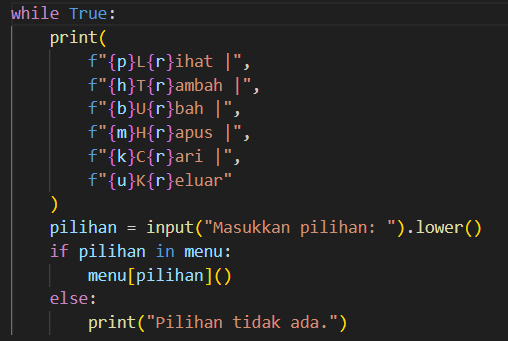 while True:
    print(
        f"{p}L{r}ihat |",
        f"{h}T{r}ambah |",
        f"{b}U{r}bah |",
        f"{m}H{r}apus |",
        f"{k}C{r}ari |",
        f"{u}K{r}eluar"
    )
    pilihan = input("Masukkan pilihan: ").lower()
    if pilihan in menu:
        menu[pilihan]()
    else:
        print("Pilihan tidak ada.")